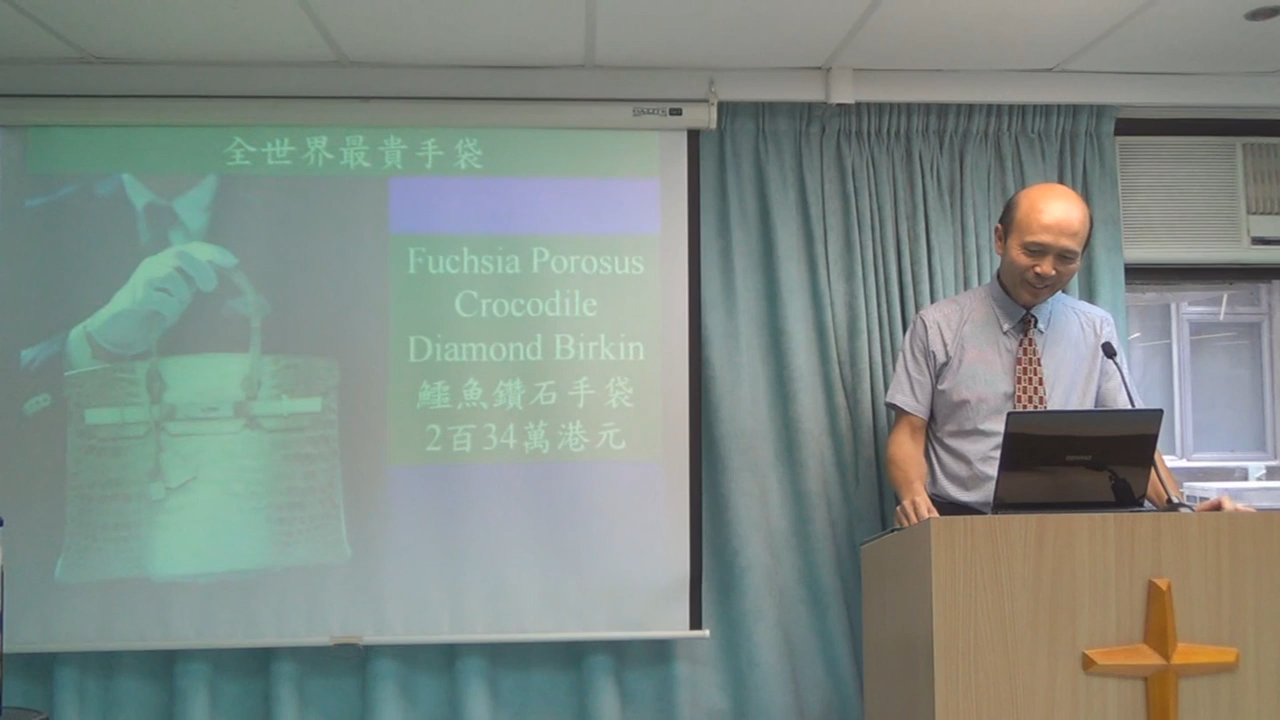 全世界最貴手袋
Fuchsia Porosus
Crocodile
Diamond Birkin
鱷魚鑽石手袋
2百34萬港元